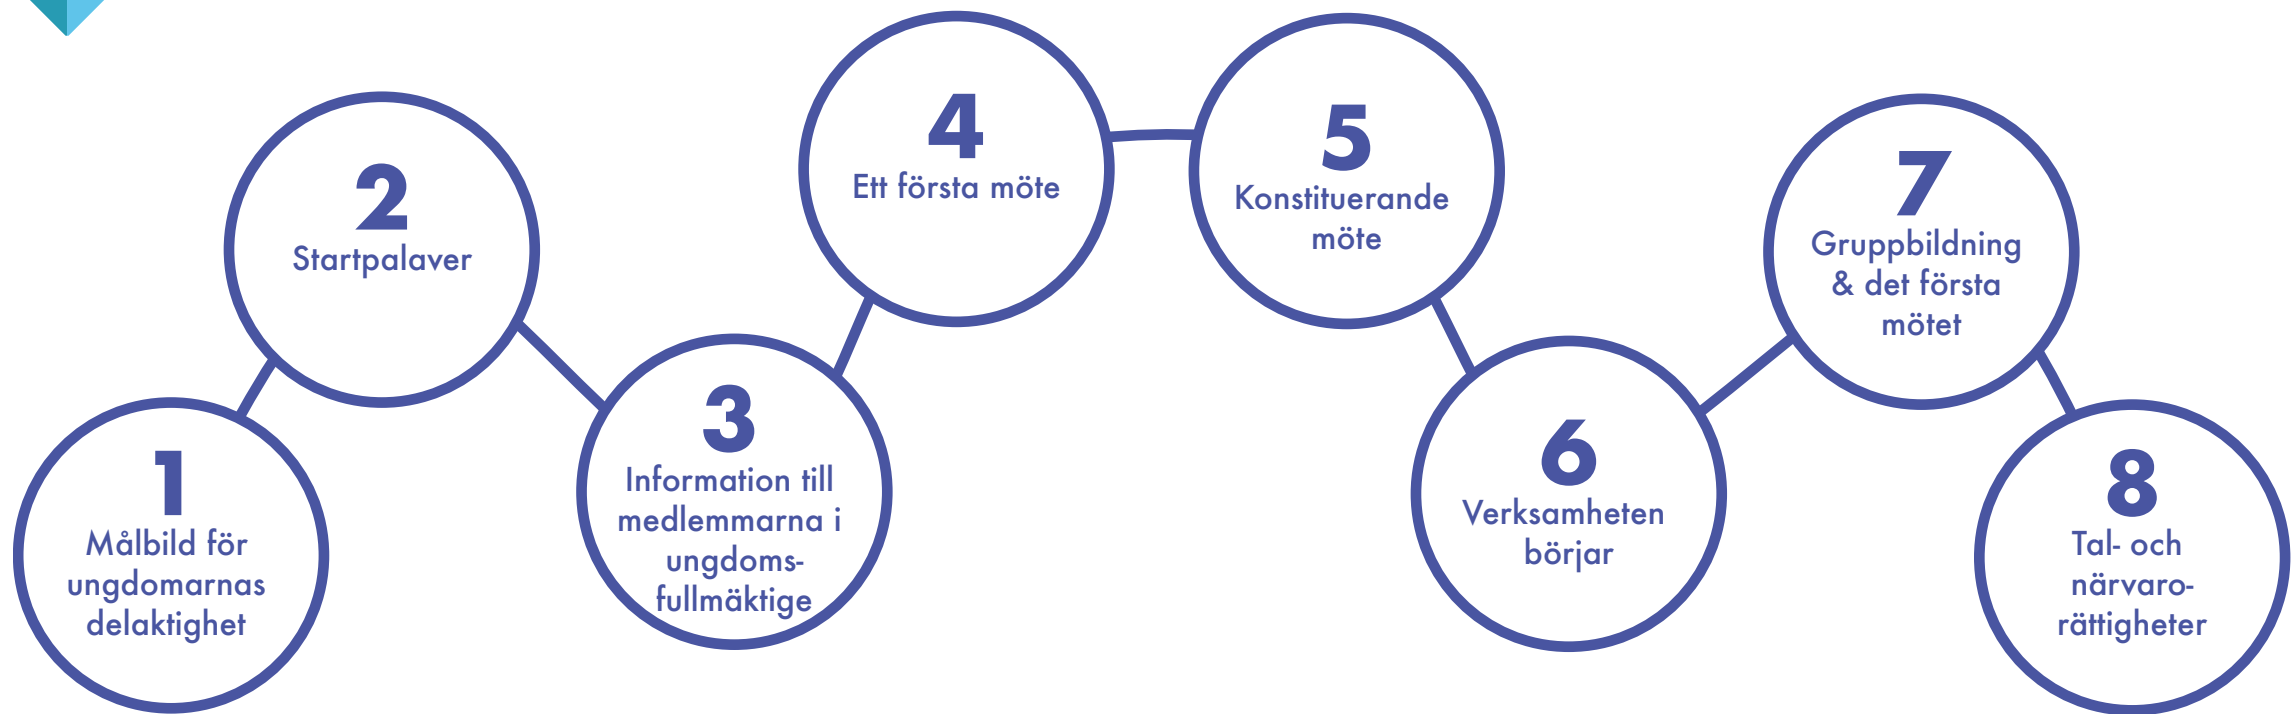 1
Målbild för
ungdomarnas
delaktighet
2
Startpalaver
3
Information till
medlemmarna i
ungdoms-
fullmäktige
4
Ett första möte
5
Konstituerande
möte
6
Verksamheten
börjar
7
Gruppbildning
& det första
mötet
8
Tal- och
närvaro-
rättigheter